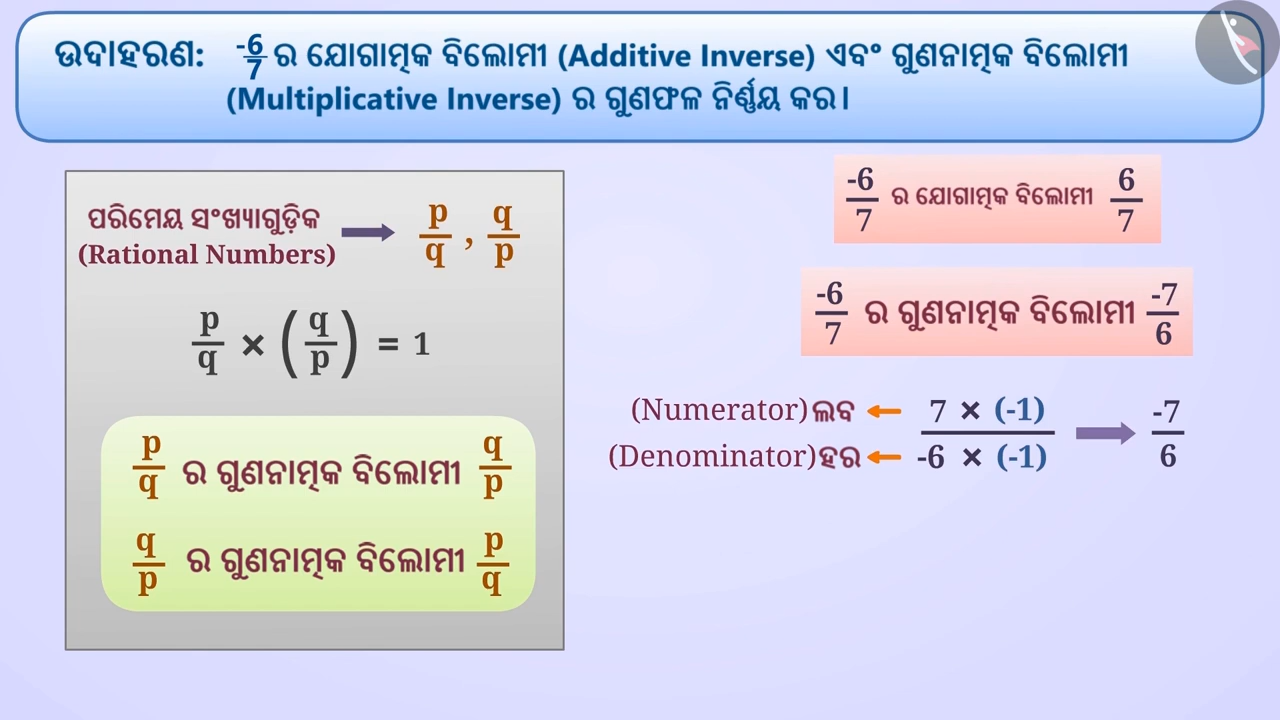 ଉଦାହରଣ: -6/7 ର ଯୋଗାତ୍ମକ ବିଲୋମୀ (Additive Inverse) ଏବଂ ଗୁଣନାତ୍ମକ ବିଲୋମୀ
(Multiplicative Inverse) ର ଗୁଣଫଳ ନିର୍ଣ୍ଣୟ କର।
ପରିମେୟ ସଂଖ୍ୟାଗୁଡ଼ିକ
(Rational Numbers)
p/q , q/p
p/q × (q/p) = 1
p/q ର ଗୁଣନାତ୍ମକ ବିଲୋମୀ q/p
q/p ର ଗୁଣନାତ୍ମକ ବିଲୋମୀ p/q
-6/7 ର ଯୋଗାତ୍ମକ ବିଲୋମୀ 6/7
-6/7 ର ଗୁଣନାତ୍ମକ ବିଲୋମୀ -7/6
(Numerator) ଲବ ← 7 × (-1)
(Denominator) ହର ← -6 × (-1)
→ -7/6